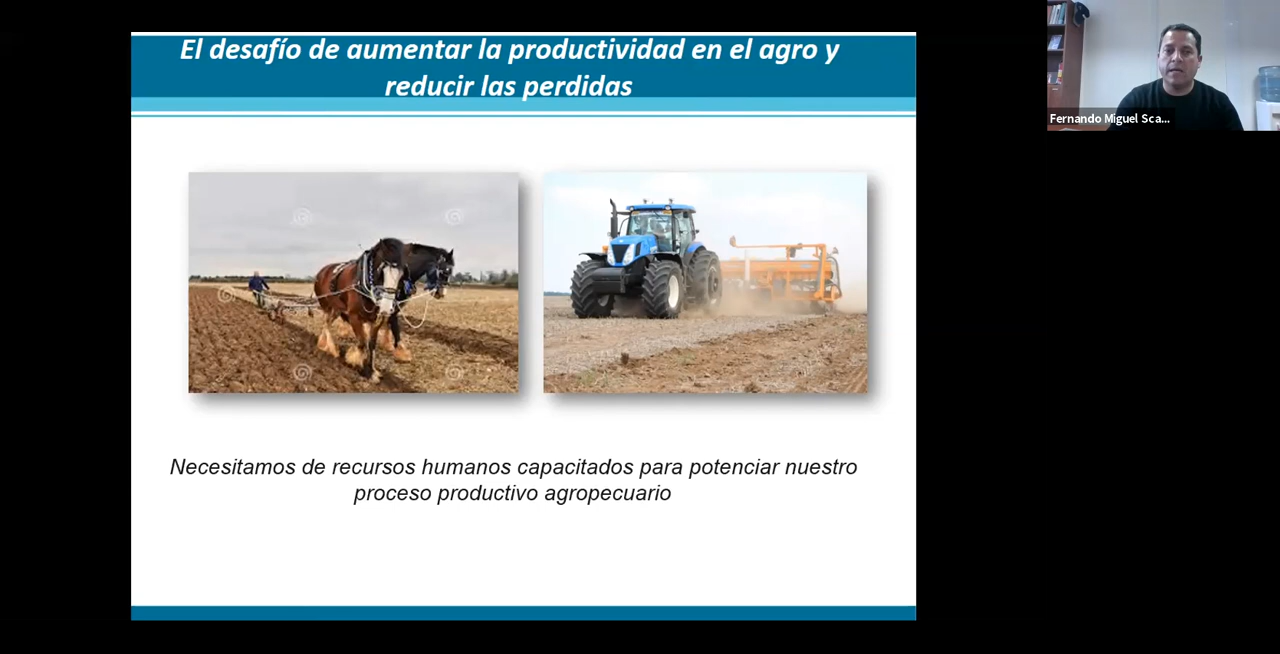 El desafío de aumentar la productividad en el agro y
reducir las perdidas
Fernando Miguel Sca...
Necesitamos de recursos humanos capacitados para potenciar nuestro
proceso productivo agropecuario